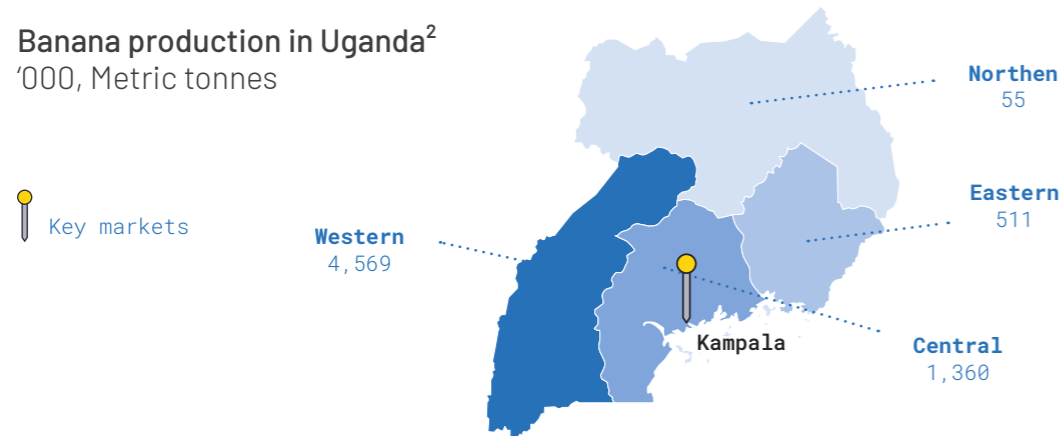 Banana production in Uganda²
‘000, Metric tonnes
Key markets
Northen
55
Eastern
511
Western
4,569
Kampala
Central
1,360